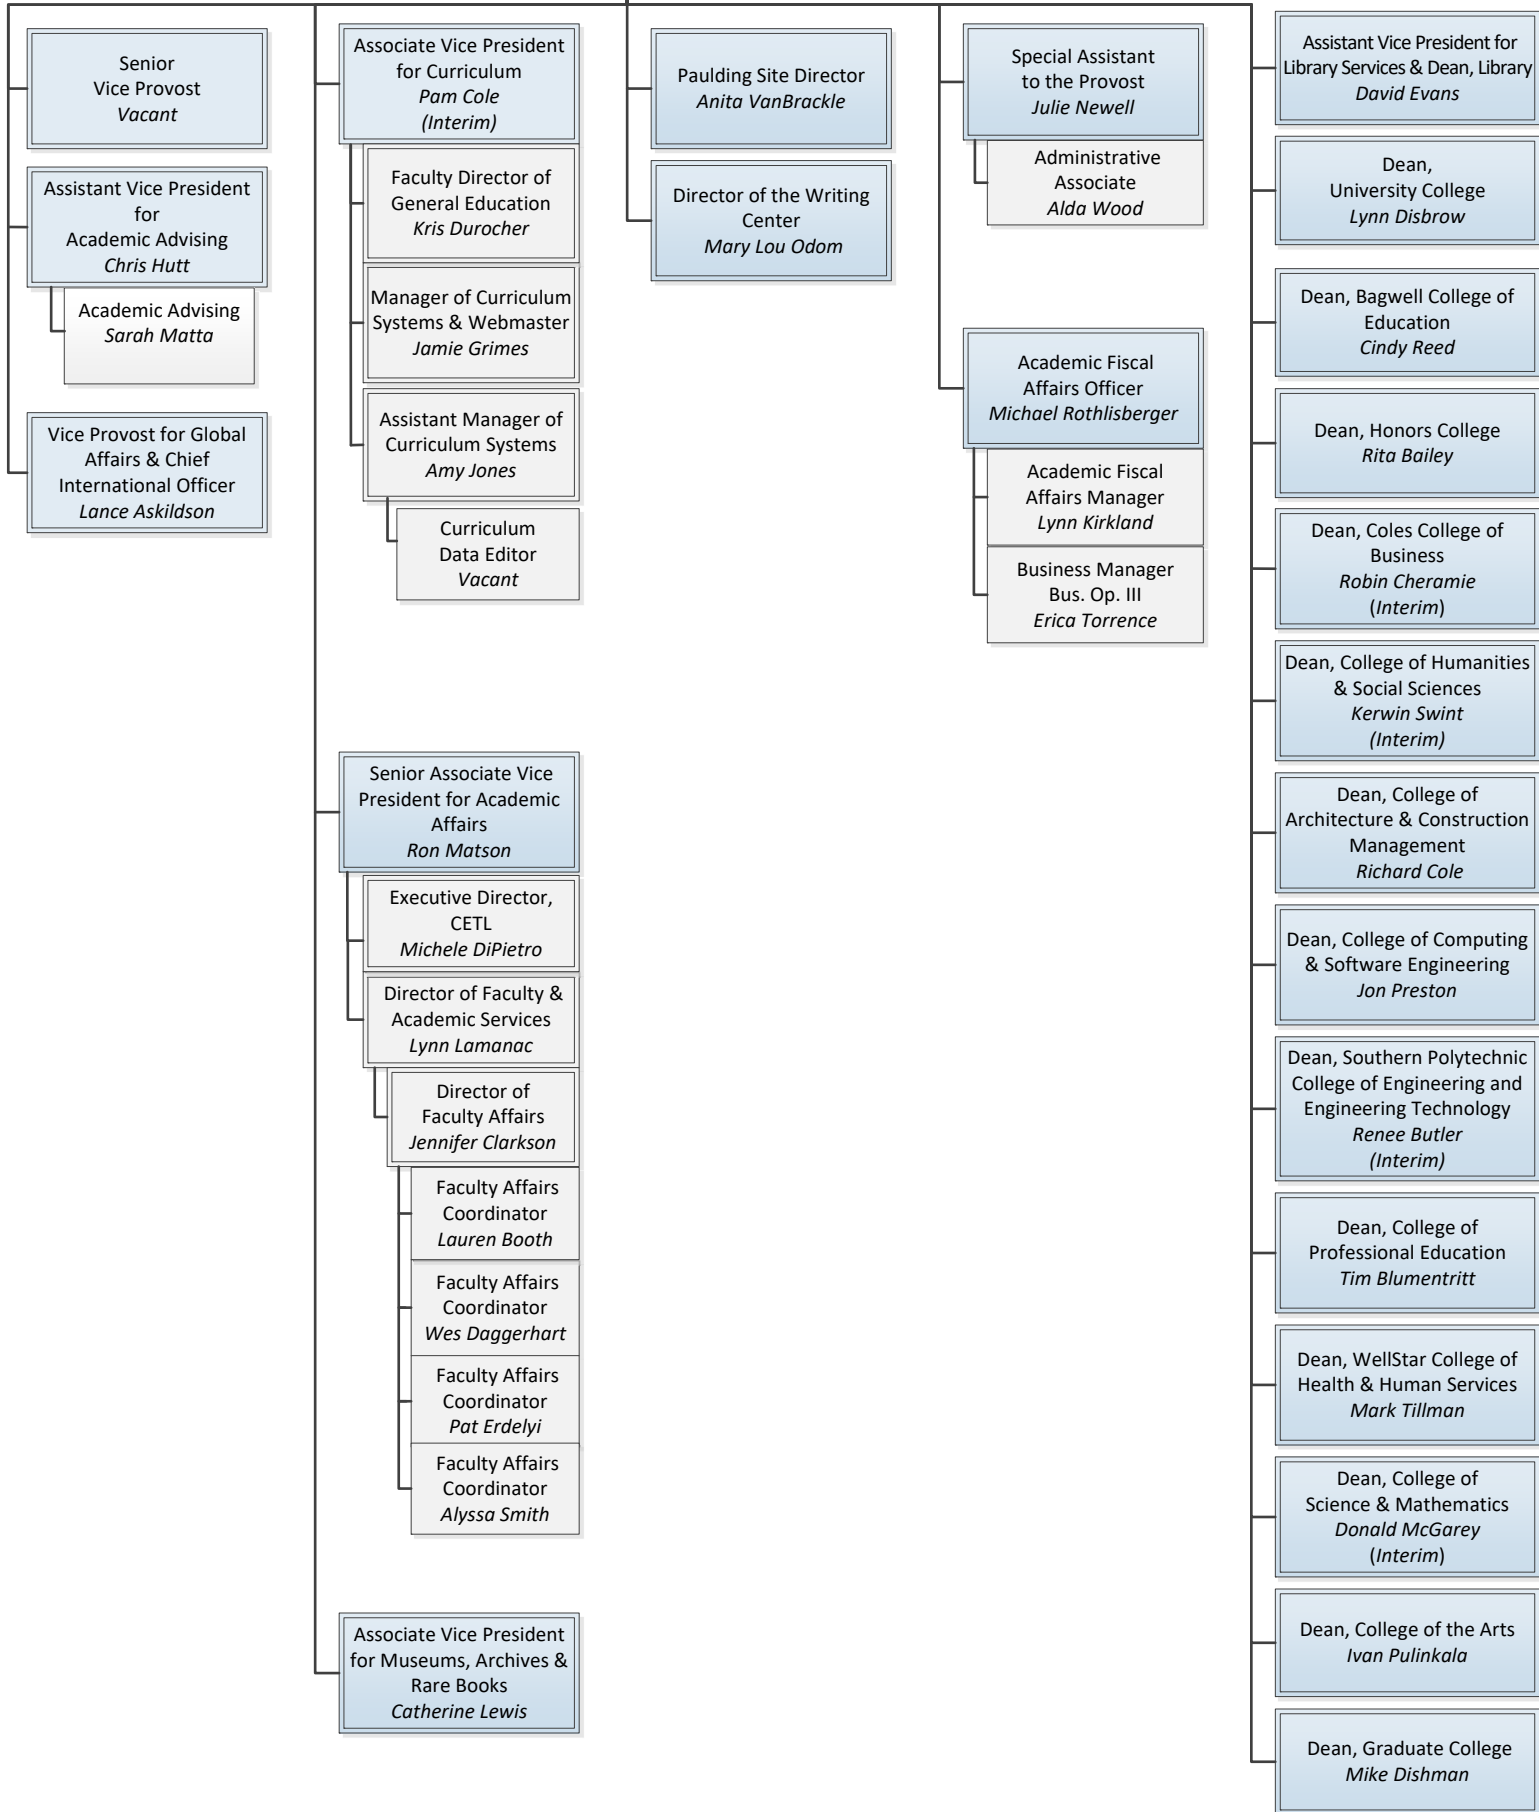 Senior
Vice Provost
Vacant
Assistant Vice President
for
Academic Advising
Chris Hutt
Academic Advising
Sarah Matta
Vice Provost for Global
Affairs & Chief
International Officer
Lance Askildson
Associate Vice President
for Curriculum
Pam Cole
(Interim)
Faculty Director of
General Education
Kris Durocher
Manager of Curriculum
Systems & Webmaster
Jamie Grimes
Assistant Manager of
Curriculum Systems
Amy Jones
Curriculum
Data Editor
Vacant
Senior Associate Vice
President for Academic
Affairs
Ron Matson
Executive Director,
CETL
Michele DiPietro
Director of Faculty &
Academic Services
Lynn Lamanac
Director of
Faculty Affairs
Jennifer Clarkson
Faculty Affairs
Coordinator
Lauren Booth
Faculty Affairs
Coordinator
Wes Daggerhart
Faculty Affairs
Coordinator
Pat Erdelyi
Faculty Affairs
Coordinator
Alyssa Smith
Associate Vice President
for Museums, Archives &
Rare Books
Catherine Lewis
Paulding Site Director
Anita VanBrackle
Director of the Writing
Center
Mary Lou Odom
Special Assistant
to the Provost
Julie Newell
Administrative
Associate
Alda Wood
Academic Fiscal
Affairs Officer
Michael Rothlisberger
Academic Fiscal
Affairs Manager
Lynn Kirkland
Business Manager
Bus. Op. III
Erica Torrence
Assistant Vice President for
Library Services & Dean, Library
David Evans
Dean,
University College
Lynn Disbrow
Dean, Bagwell College of
Education
Cindy Reed
Dean, Honors College
Rita Bailey
Dean, Coles College of
Business
Robin Cheramie
(Interim)
Dean, College of Humanities
& Social Sciences
Kerwin Swint
(Interim)
Dean, College of
Architecture & Construction
Management
Richard Cole
Dean, College of Computing
& Software Engineering
Jon Preston
Dean, Southern Polytechnic
College of Engineering and
Engineering Technology
Renee Butler
(Interim)
Dean, College of
Professional Education
Tim Blumentritt
Dean, WellStar College of
Health & Human Services
Mark Tillman
Dean, College of
Science & Mathematics
Donald McGarey
(Interim)
Dean, College of the Arts
Ivan Pulinkala
Dean, Graduate College
Mike Dishman